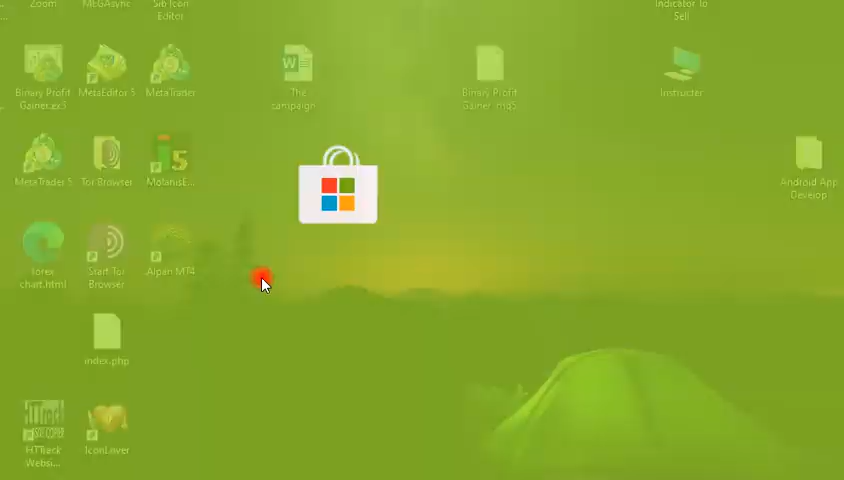 Zoom
MEGAsync
Sib Icon
Editor
Indicator To
Sell
Binary Profit
Gainer.ex5
MetaEditor 5
MetaTrader
The
campaign
Binary Profit
Gainer .mq5
Instructer
MetaTrader 5
Tor Browser
MolanisE...
Android App
Develop
forex
chart.html
Start Tor
Browser
Alpari MT4
index.php
HTTrack
Websi...
IconLover